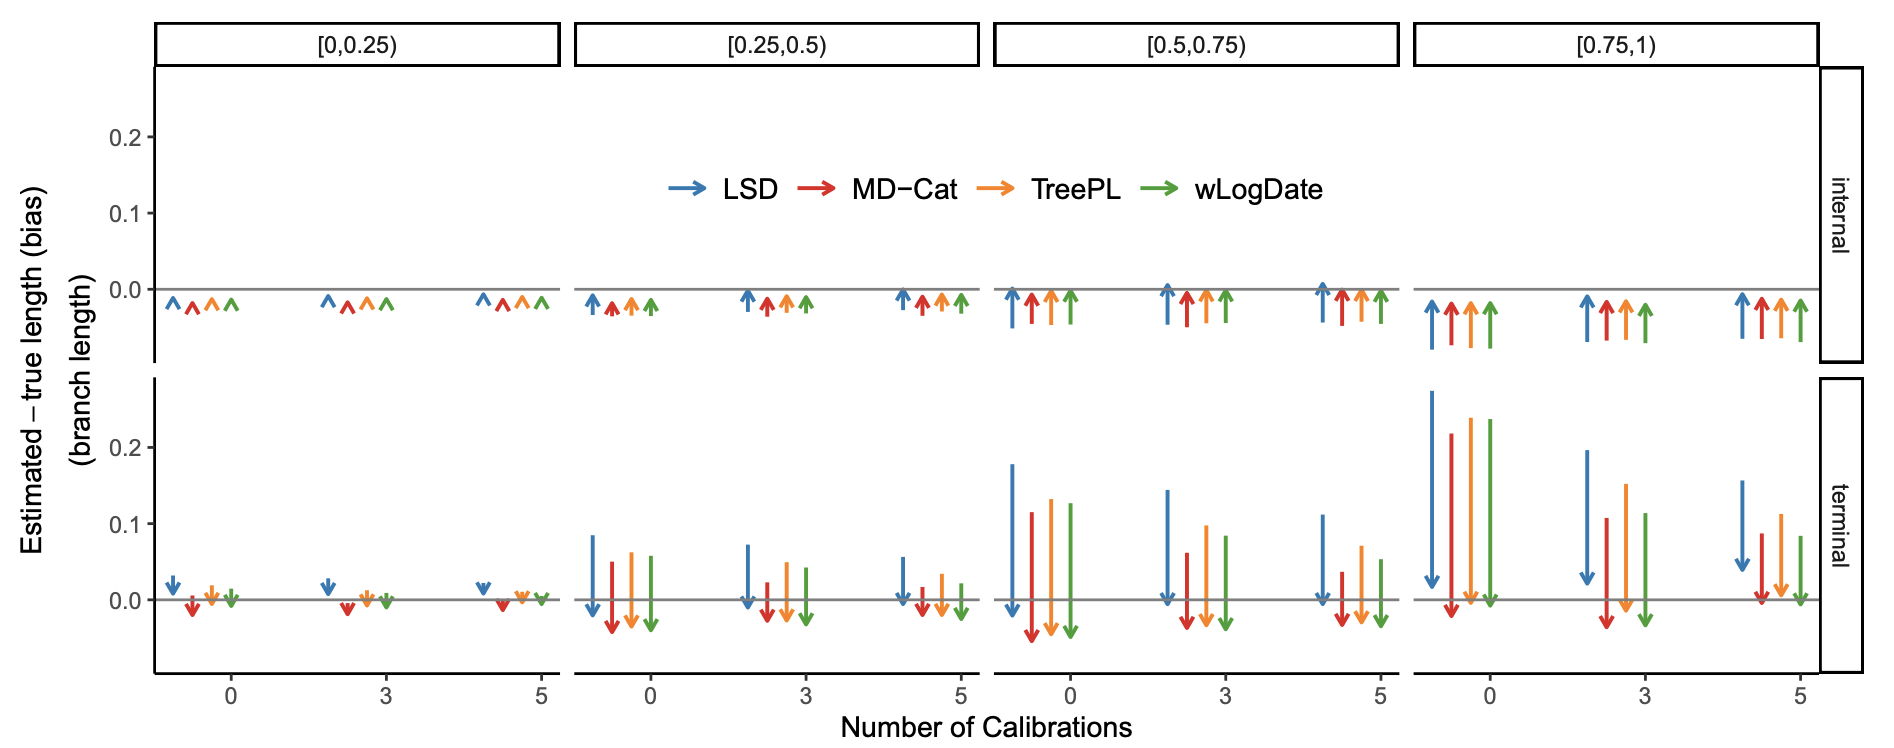 [0,0.25)
[0.25,0.5)
[0.5,0.75)
[0.75,1)
Estimated − true length (bias)
(branch length)
0.2
0.1
0.0
LSD
MD−Cat
TreePL
wLogDate
internal
0.2
0.1
0.0
terminal
0 3 5
0 3 5
0 3 5
0 3 5
Number of Calibrations